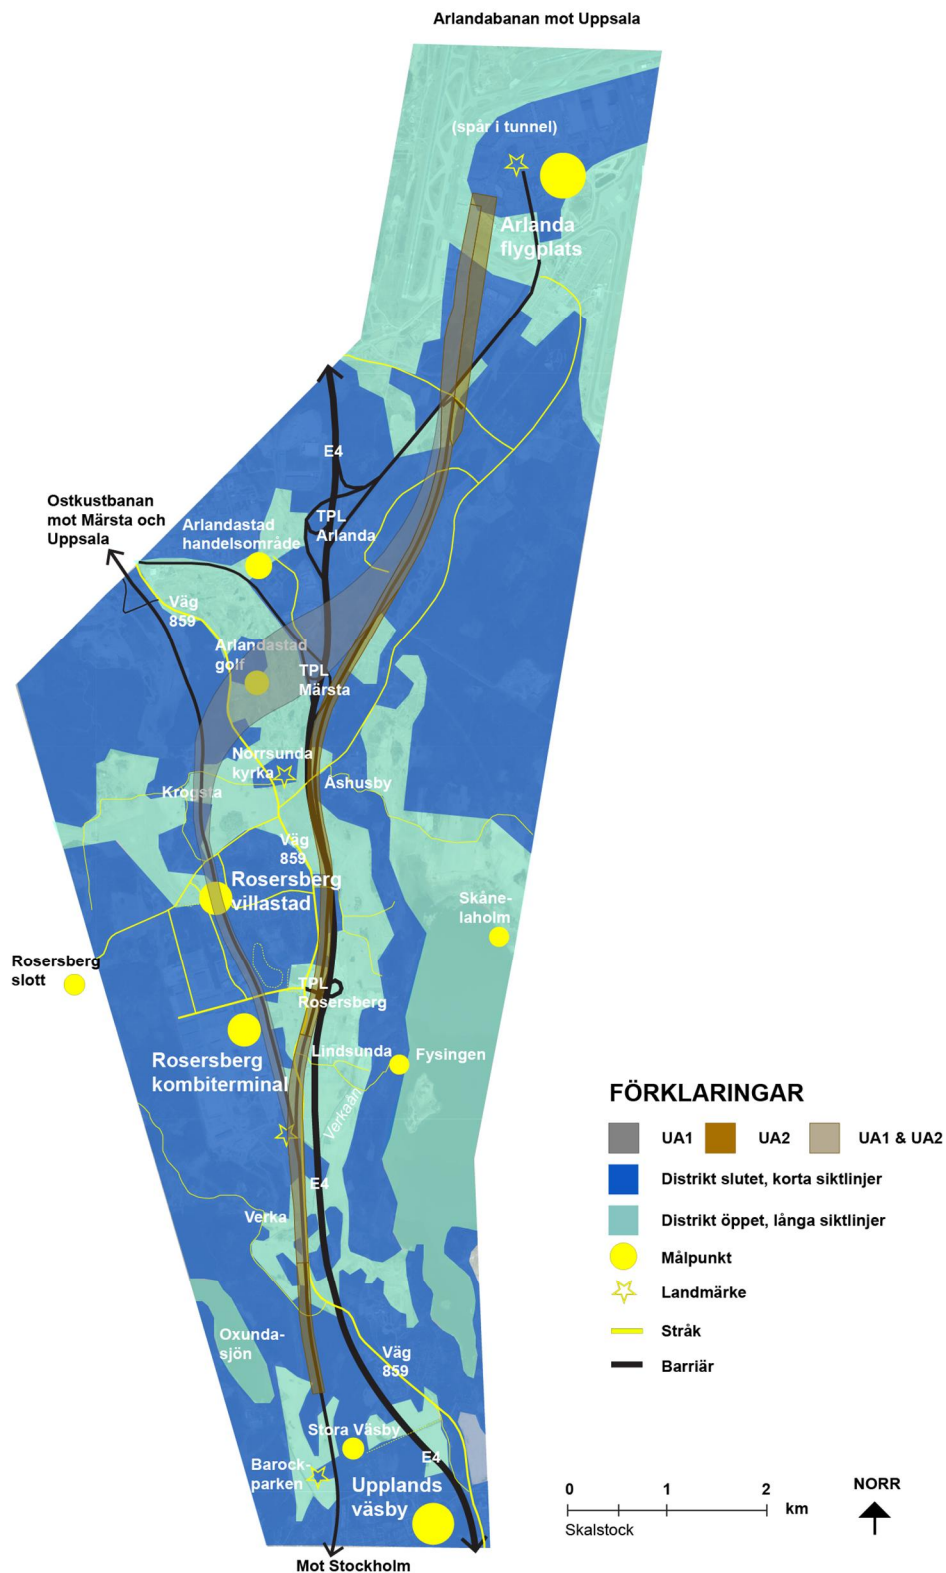 Arlandabanan mot Uppsala
(spår i tunnel)
Arlanda
flygplats
E4
Ostkustbanan
mot Märsta och
Uppsala
Arlandastad
handelsområde
TPL
Arlanda
Väg
859
Arlandastad
golf
TPL
Märsta
Norrsunda
kyrka
Åshusby
Krogsta
Väg
859
Rosersberg
villastad
Skåne-
laholm
Rosersberg
slott
TPL
Rosersberg
Rosersberg
kombiterminal
Lindsunda
Fysingen
Verkaån
E4
Verka
Oxunda-
sjön
Väg
859
Stora Väsby
E4
Barock-
parken
Upplands
väsby
Mot Stockholm
FÖRKLARINGAR
UA1
UA2
UA1 & UA2
Distrikt slutet, korta siktlinjer
Distrikt öppet, långa siktlinjer
Målpunkt
Landmärke
Stråk
Barriär
0
1
2
km
Skalstock
NORR